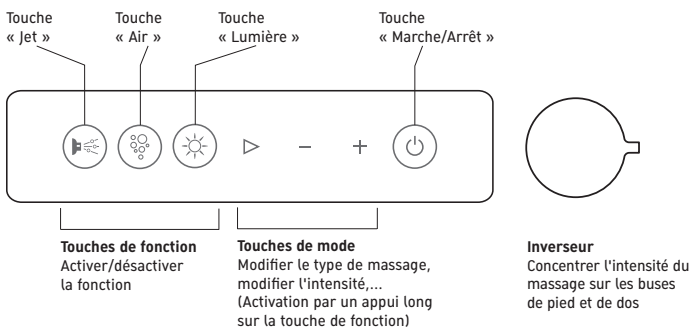 Touche
« Jet »
Touche
« Air »
Touche
« Lumière »
Touche
« Marche/Arrêt »
Touches de fonction
Activer/désactiver
la fonction
Touches de mode
Modifier le type de massage,
modifier l'intensité,...
(Activation par un appui long
sur la touche de fonction)
Inverseur
Concentrer l'intensité du
massage sur les buses
de pied et de dos